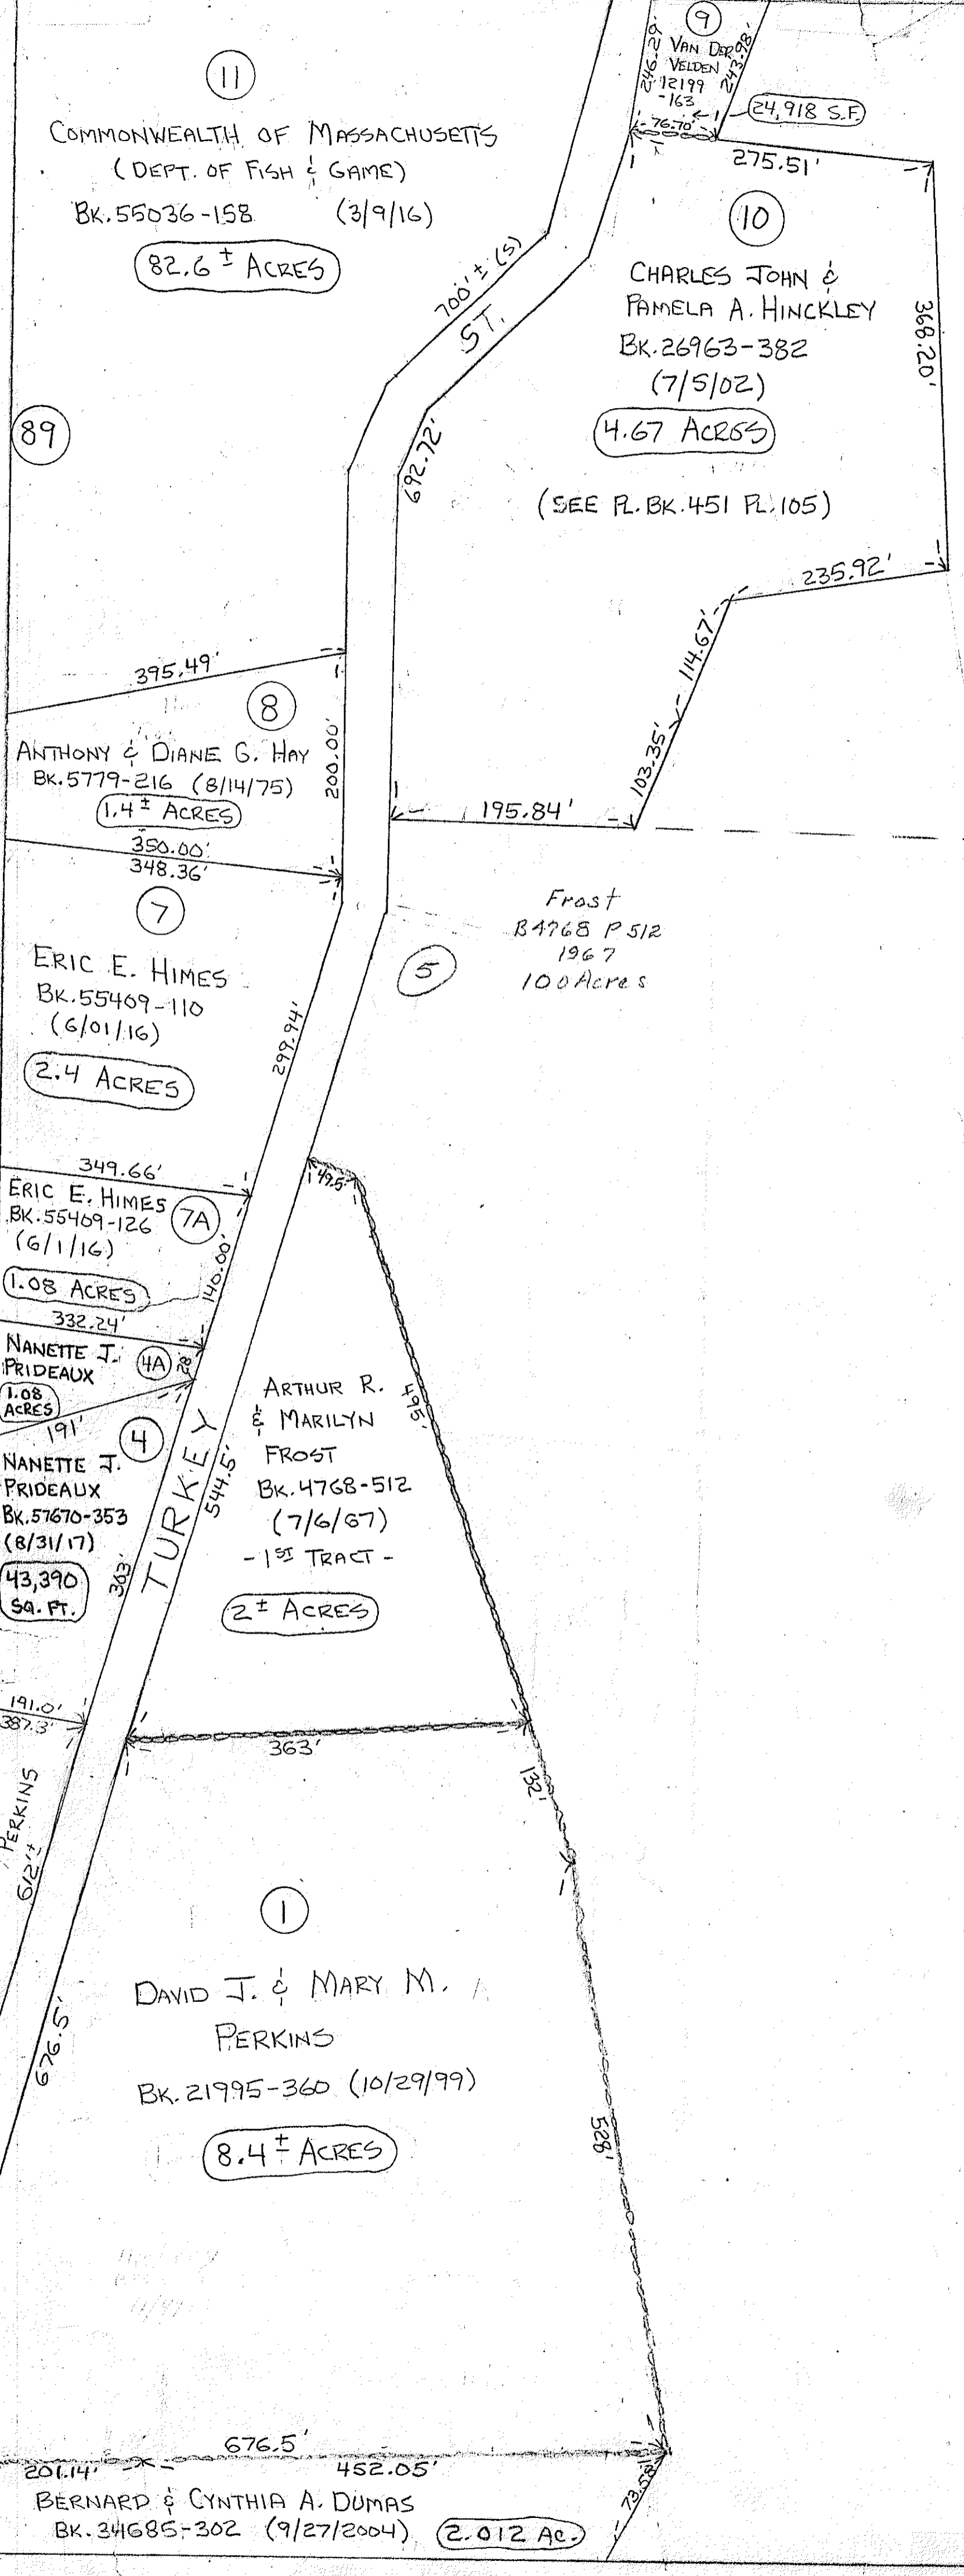 9
VAN DER
VELDEN
12199
-163
246.29'
243.98'
24,918 S.F.
76.70'
275.51'
11
COMMONWEALTH OF MASSACHUSETTS
(DEPT. OF FISH & GAME)
BK.55036-158 (3/9/16)
82.6± ACRES
700'± (S)
ST.
10
CHARLES JOHN &
PAMELA A. HINCKLEY
BK.26963-382
(7/5/02)
4.67 ACRES
(SEE PL.BK.451 PL.105)
368.20'
692.72'
89
235.92'
114.67'
103.35'
195.84'
395.49'
8
ANTHONY & DIANE G. HAY
BK.5779-216 (8/14/75)
1.4± ACRES
200.00'
350.00'
348.36'
7
ERIC E. HIMES
BK.55409-110
(6/01/16)
2.4 ACRES
299.94'
Frost
B4768 P512
1967
100 Acres
5
349.66'
ERIC E. HIMES
BK.55409-126
(6/1/16)
7A
1.08 ACRES
140.00'
49.5'
332.24'
NANETTE J.
PRIDEAUX
4A
28'
1.08
ACRES
191'
4
NANETTE J.
PRIDEAUX
BK.57670-353
(8/31/17)
43,390
SQ. FT.
303'
TURKEY
544.5'
ARTHUR R.
& MARILYN
FROST
BK.4768-512
(7/6/67)
-1ST TRACT-
2± ACRES
495'
191.0'
387.3'
363'
132'
PERKINS
612'±
676.5'
1
DAVID J. & MARY M.
PERKINS
BK.21995-360 (10/29/99)
8.4± ACRES
528'
676.5'
201.14'
452.05'
73.58'
BERNARD & CYNTHIA A. DUMAS
BK.34685-302 (9/27/2004)
2.012 AC.